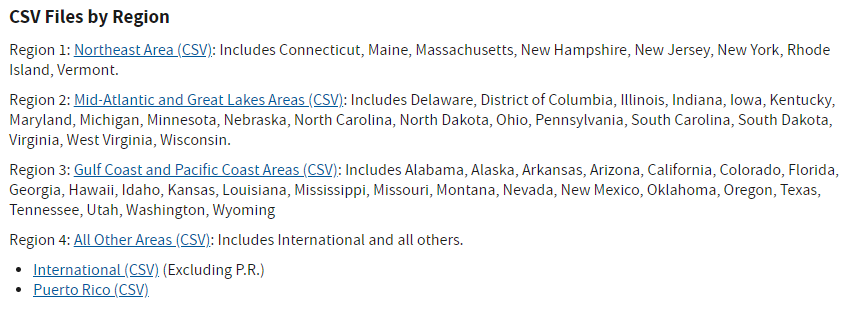 CSV Files by Region
Region 1: Northeast Area (CSV): Includes Connecticut, Maine, Massachusetts, New Hampshire, New Jersey, New York, Rhode
Island, Vermont.
Region 2: Mid-Atlantic and Great Lakes Areas (CSV): Includes Delaware, District of Columbia, Illinois, Indiana, Iowa, Kentucky,
Maryland, Michigan, Minnesota, Nebraska, North Carolina, North Dakota, Ohio, Pennsylvania, South Carolina, South Dakota,
Virginia, West Virginia, Wisconsin.
Region 3: Gulf Coast and Pacific Coast Areas (CSV): Includes Alabama, Alaska, Arkansas, Arizona, California, Colorado, Florida,
Georgia, Hawaii, Idaho, Kansas, Louisiana, Mississippi, Missouri, Montana, Nevada, New Mexico, Oklahoma, Oregon, Texas,
Tennessee, Utah, Washington, Wyoming
Region 4: All Other Areas (CSV): Includes International and all others.
• International (CSV) (Excluding P.R.)
• Puerto Rico (CSV)